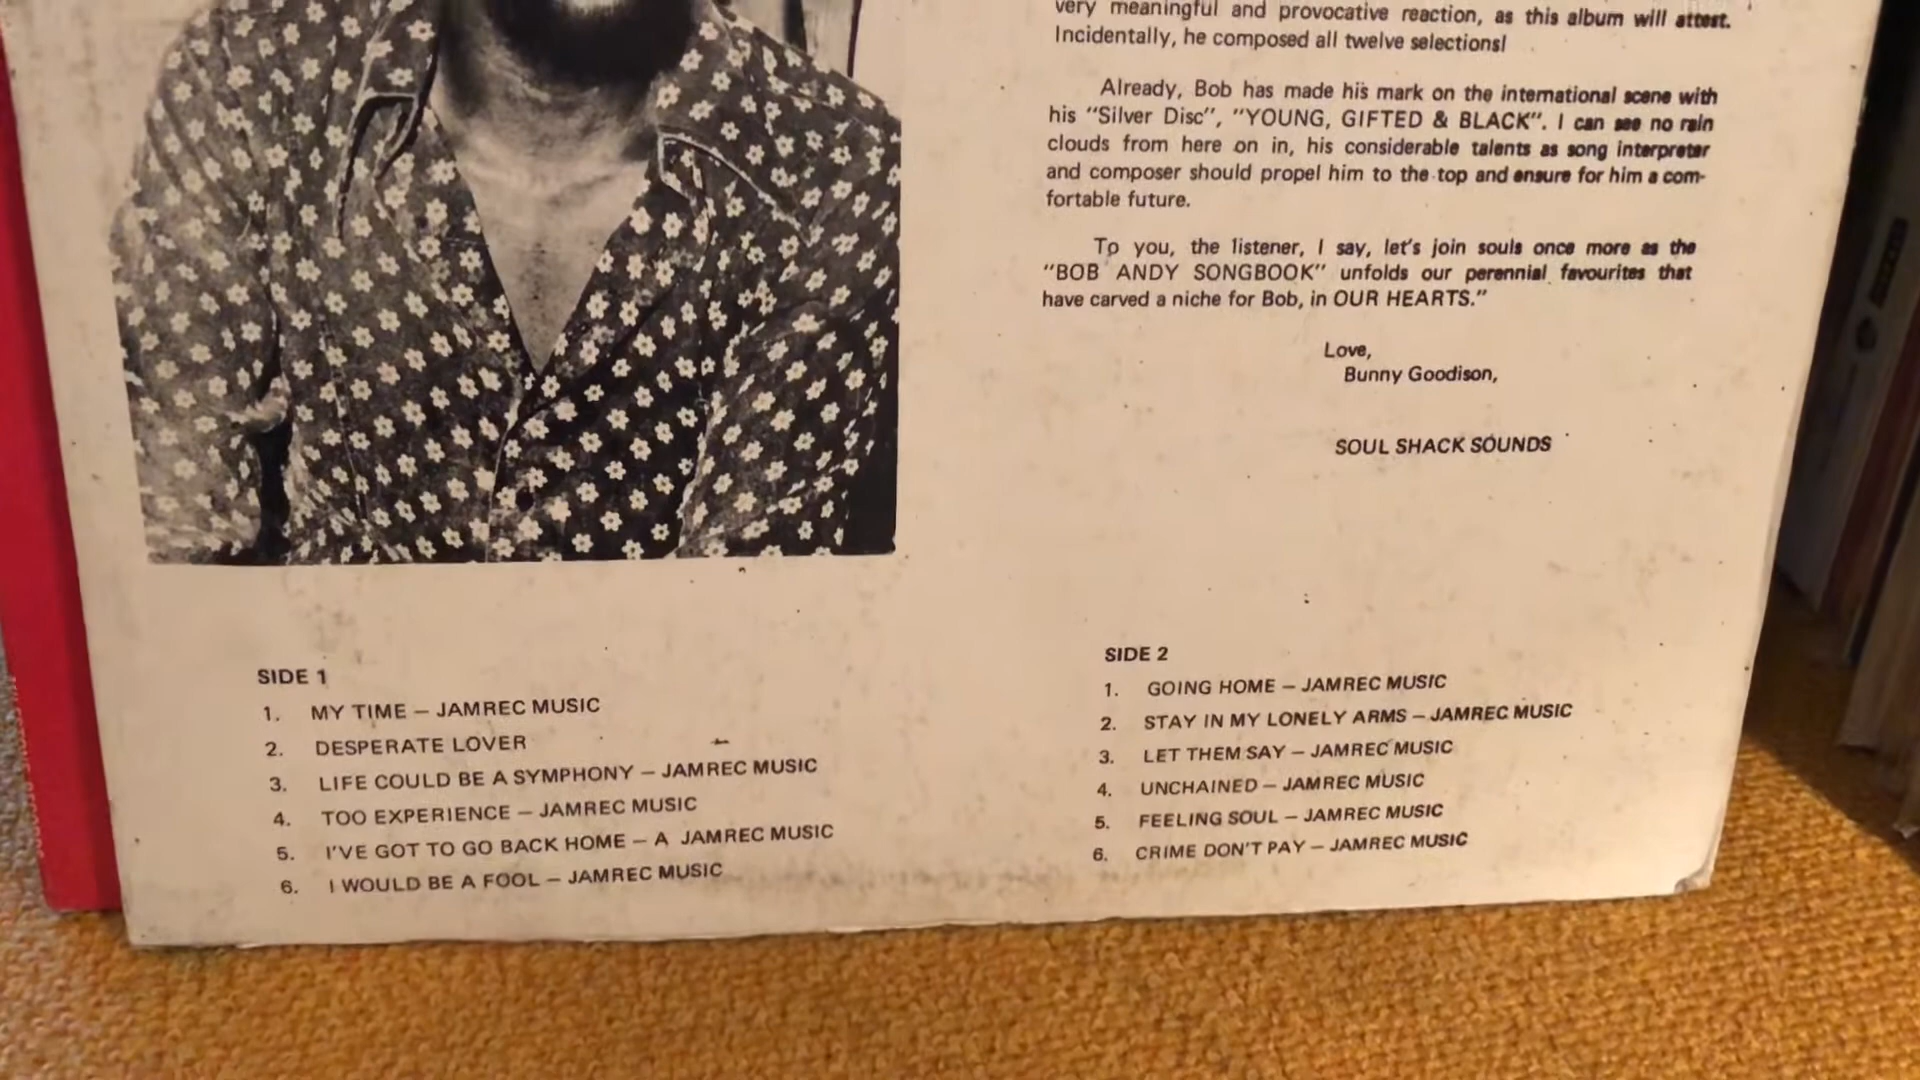 very meaningful and provocative reaction, as this album will attest.
Incidentally, he composed all twelve selections!
Already, Bob has made his mark on the international scene with
his "Silver Disc", "YOUNG, GIFTED & BLACK". I can see no rain
clouds from here on in, his considerable talents as song interpreter
and composer should propel him to the top and ensure for him a com-
fortable future.
To you, the listener, I say, let's join souls once more as the
"BOB ANDY SONGBOOK" unfolds our perennial favourites that
have carved a niche for Bob, in OUR HEARTS."
Love,
Bunny Goodison,
SOUL SHACK SOUNDS
SIDE 1
1. MY TIME – JAMREC MUSIC
2. DESPERATE LOVER
3. LIFE COULD BE A SYMPHONY – JAMREC MUSIC
4. TOO EXPERIENCE – JAMREC MUSIC
5. I'VE GOT TO GO BACK HOME – A JAMREC MUSIC
6. I WOULD BE A FOOL – JAMREC MUSIC
SIDE 2
1. GOING HOME – JAMREC MUSIC
2. STAY IN MY LONELY ARMS – JAMREC MUSIC
3. LET THEM SAY – JAMREC MUSIC
4. UNCHAINED – JAMREC MUSIC
5. FEELING SOUL – JAMREC MUSIC
6. CRIME DON'T PAY – JAMREC MUSIC